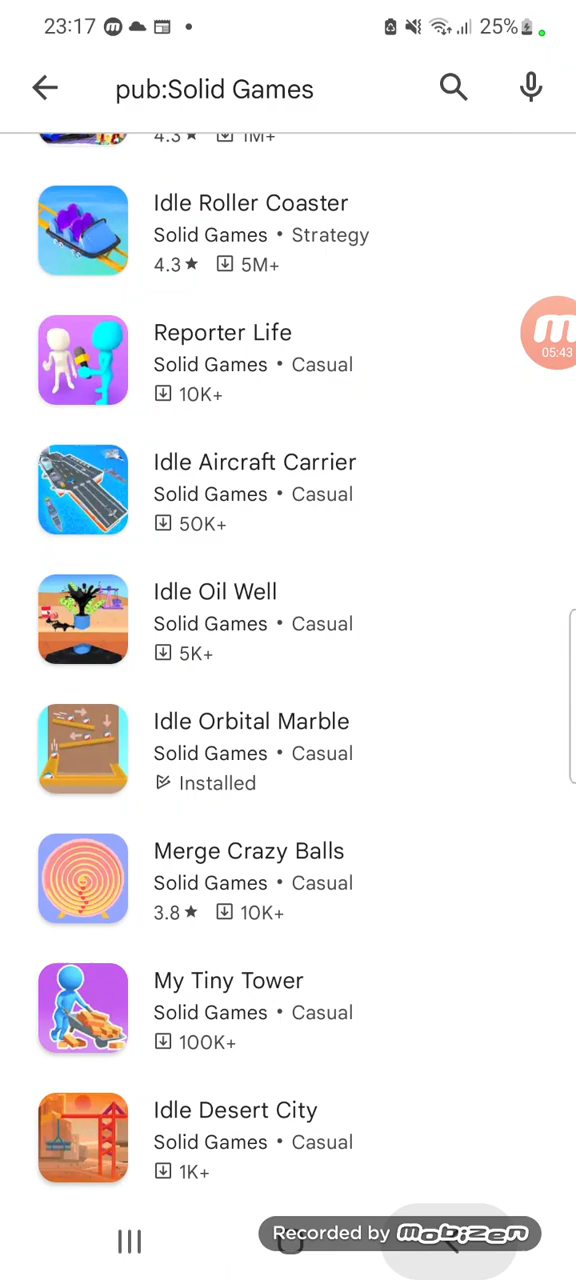 23:17
25%
pub:Solid Games
4.3★ 1M+
Idle Roller Coaster
Solid Games • Strategy
4.3★ 5M+
Reporter Life
Solid Games • Casual
10K+
05:43
Idle Aircraft Carrier
Solid Games • Casual
50K+
Idle Oil Well
Solid Games • Casual
5K+
Idle Orbital Marble
Solid Games • Casual
Installed
Merge Crazy Balls
Solid Games • Casual
3.8★ 10K+
My Tiny Tower
Solid Games • Casual
100K+
Idle Desert City
Solid Games • Casual
1K+
Recorded by mobizen